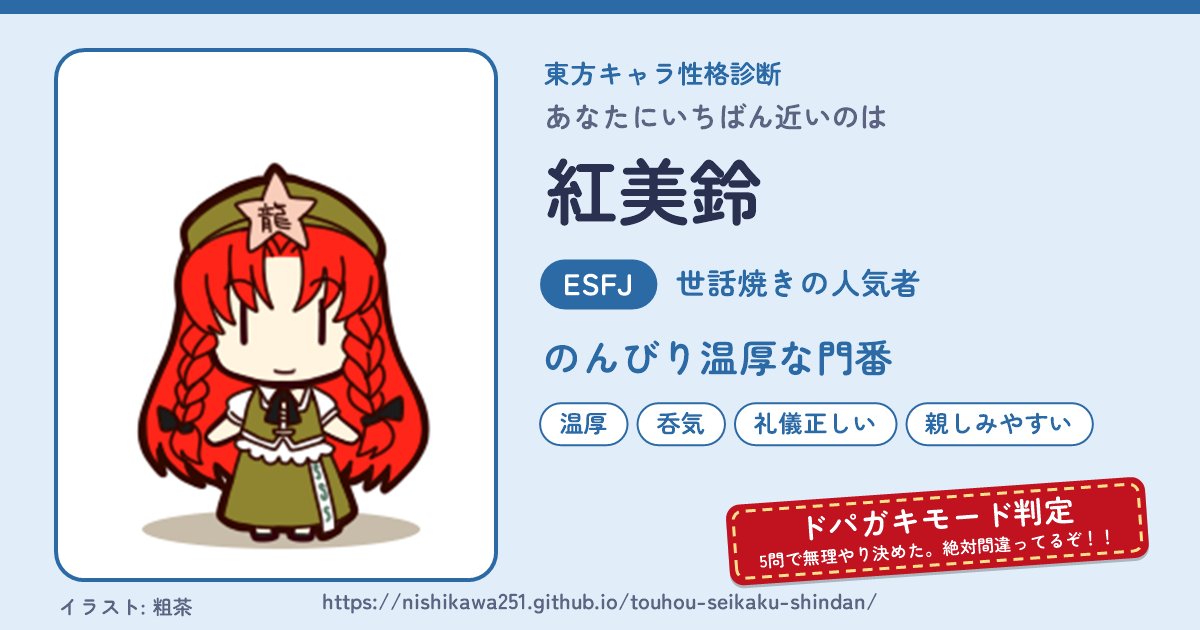 東方キャラ性格診断
あなたにいちばん近いのは
紅美鈴
ESFJ 世話焼きの人気者
のんびり温厚な門番
温厚 呑気 礼儀正しい 親しみやすい
ドパガキモード判定
5問で無理やり決めた。絶対間違ってるぞ！！
龍
イラスト: 粗茶
https://nishikawa251.github.io/touhou-seikaku-shindan/